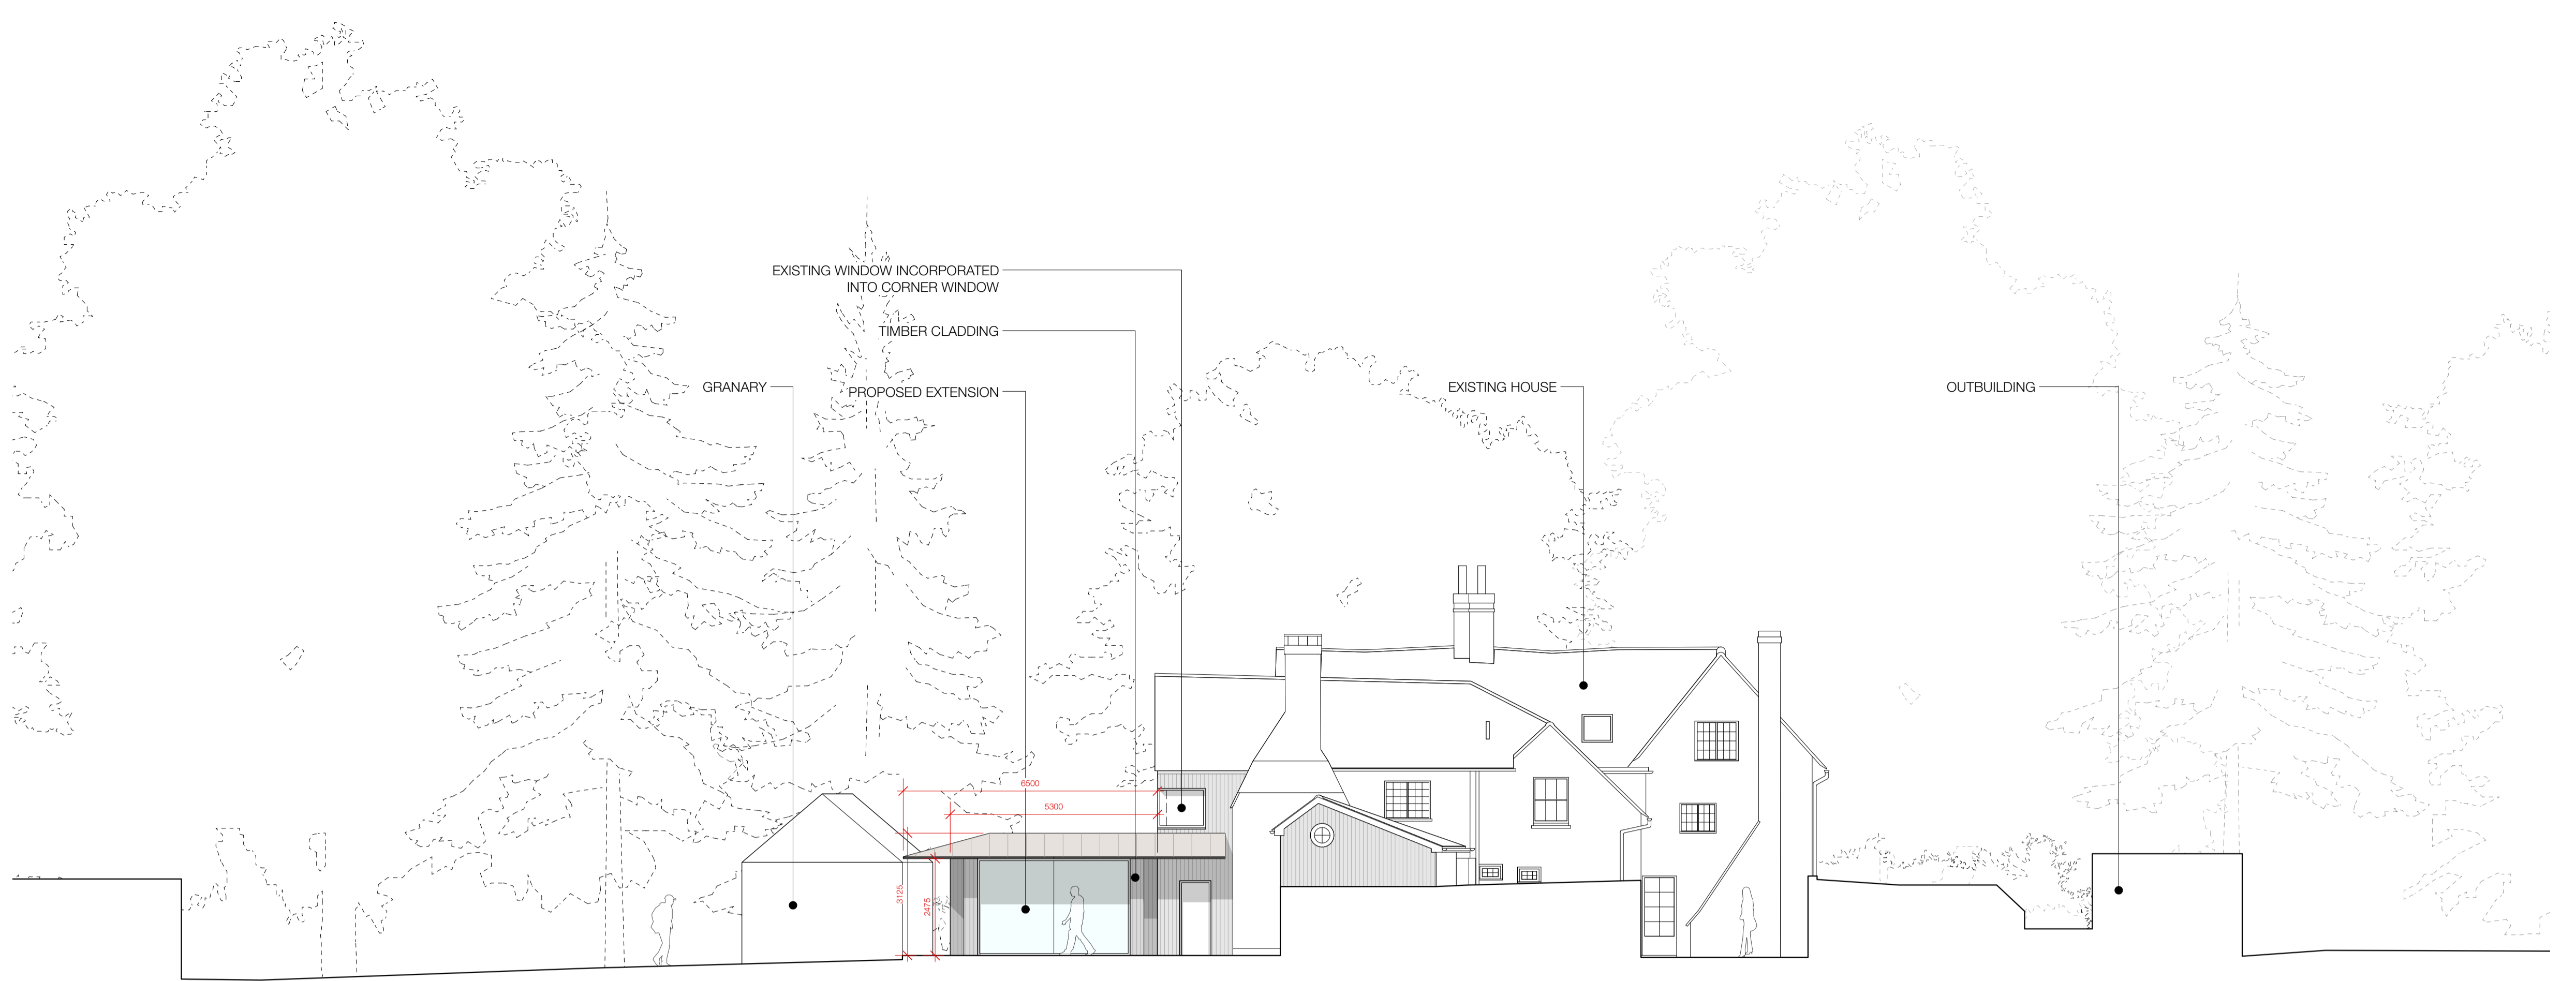 EXISTING WINDOW INCORPORATED
INTO CORNER WINDOW
TIMBER CLADDING
GRANARY
PROPOSED EXTENSION
EXISTING HOUSE
OUTBUILDING
6500
5300
3125
2475